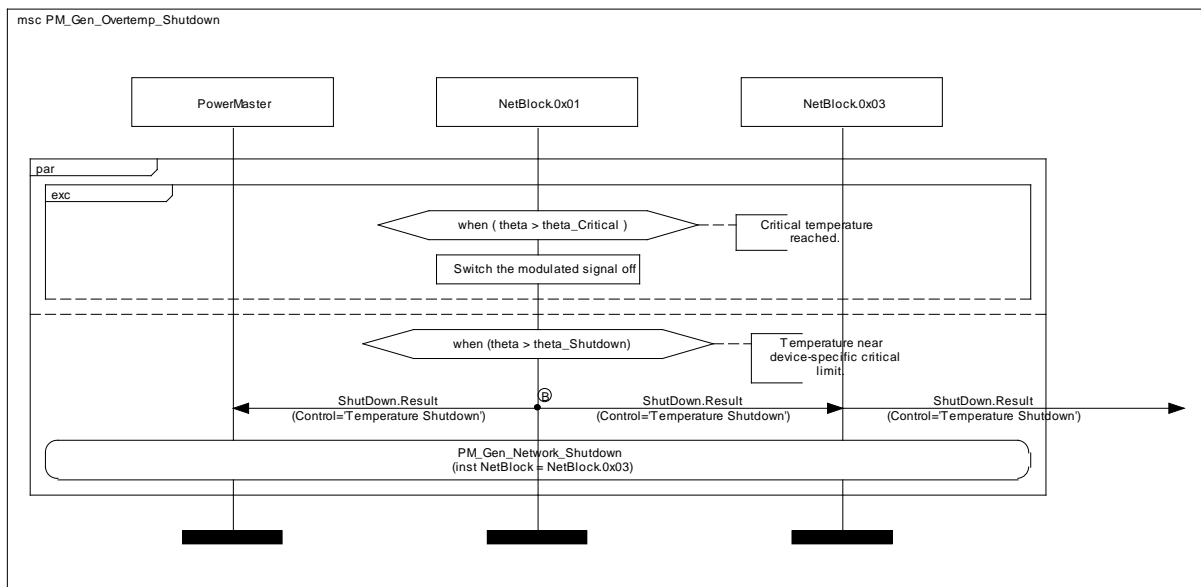 msc PM_Gen_Overtemp_Shutdown
PowerMaster
NetBlock.0x01
NetBlock.0x03
par
exc
when ( theta > theta_Critical )
Critical temperature
reached.
Switch the modulated signal off
when (theta > theta_Shutdown)
Temperature near
device-specific critical
limit.
B
ShutDown.Result
(Control='Temperature Shutdown')
ShutDown.Result
(Control='Temperature Shutdown')
ShutDown.Result
(Control='Temperature Shutdown')
PM_Gen_Network_Shutdown
(inst NetBlock = NetBlock.0x03)